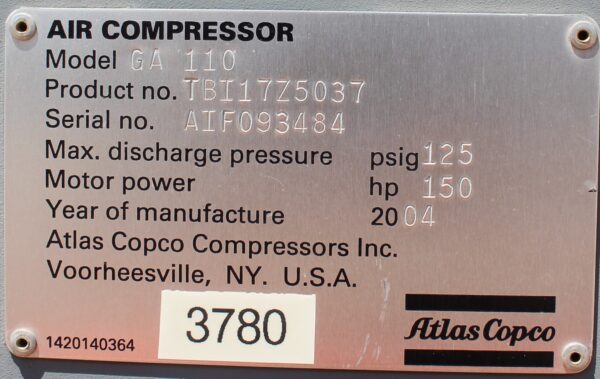 AIR COMPRESSOR
Model GA 110
Product no. TBI17Z5037
Serial no. AIF093484
Max. discharge pressure psig 125
Motor power hp 150
Year of manufacture 2004
Atlas Copco Compressors Inc.
Voorheesville, NY. U.S.A.
3780
1420140364
Atlas Copco